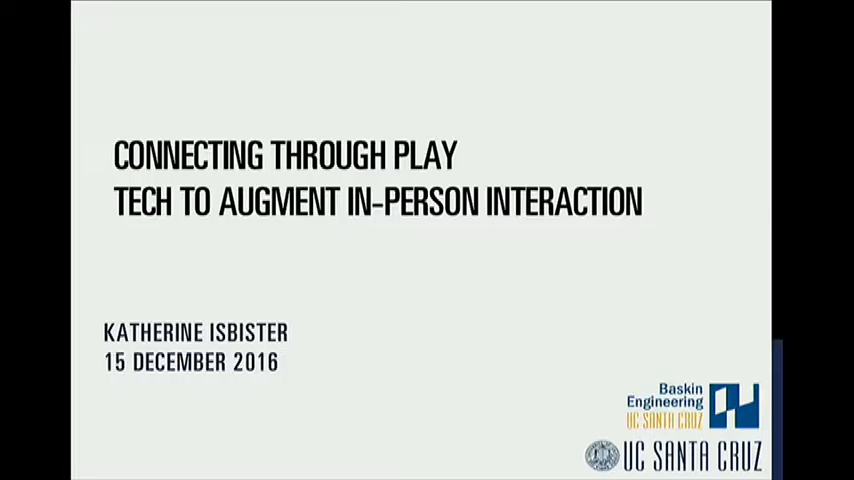 CONNECTING THROUGH PLAY
TECH TO AUGMENT IN-PERSON INTERACTION
KATHERINE ISBISTER
15 DECEMBER 2016
Baskin
Engineering
UC SANTA CRUZ
UC SANTA CRUZ